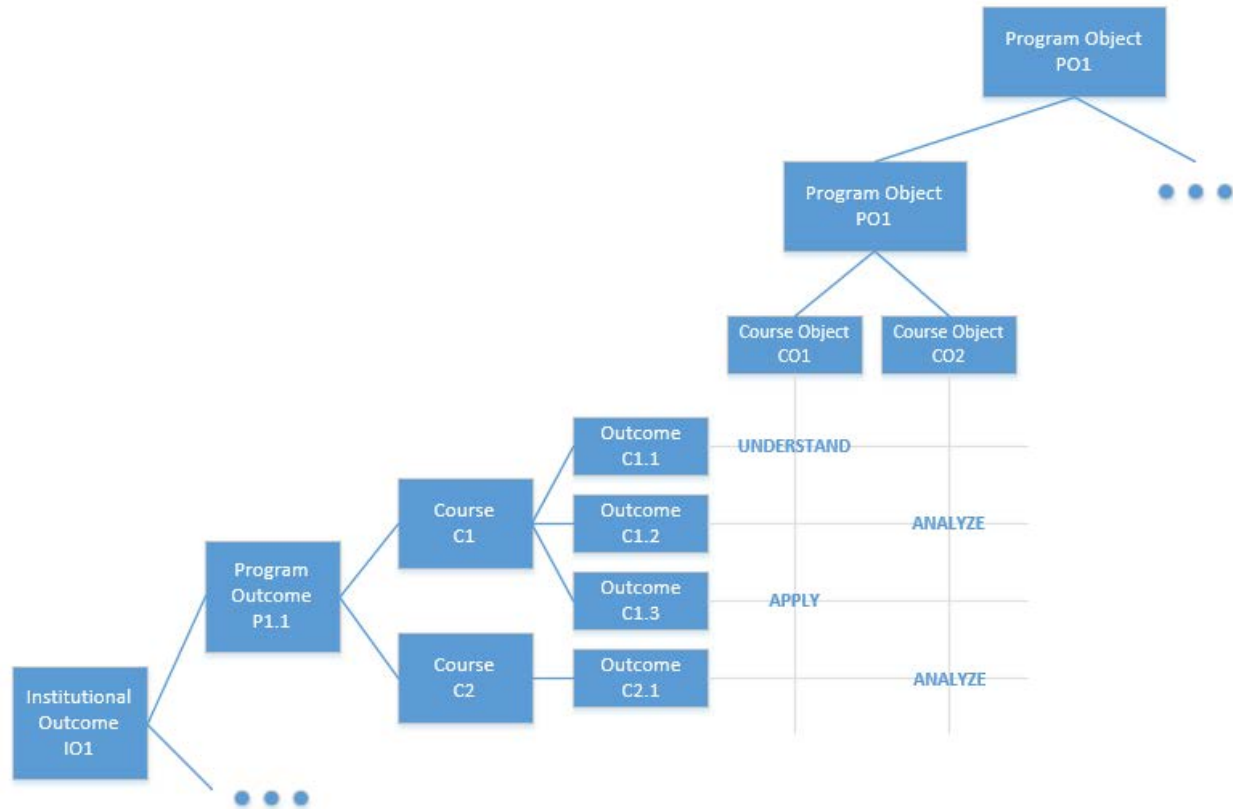 Program Object
PO1
Program Object
PO1
Course Object
CO1
Course Object
CO2
Outcome
C1.1
UNDERSTAND
Course
C1
Outcome
C1.2
ANALYZE
Program
Outcome
P1.1
Outcome
C1.3
APPLY
Course
C2
Outcome
C2.1
ANALYZE
Institutional
Outcome
IO1